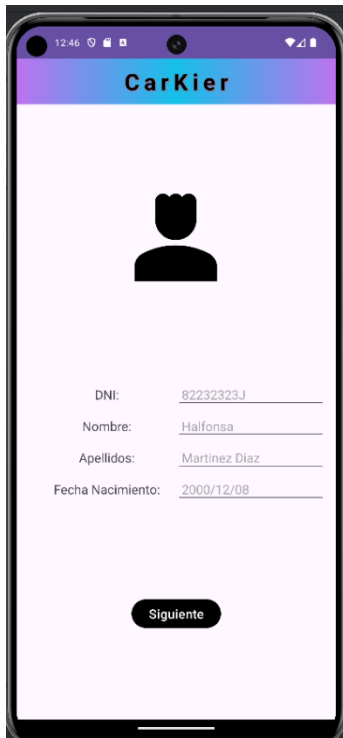 12:46
CarKier
DNI: 82232323J
Nombre: Halfonsa
Apellidos: Martinez Diaz
Fecha Nacimiento: 2000/12/08
Siguiente